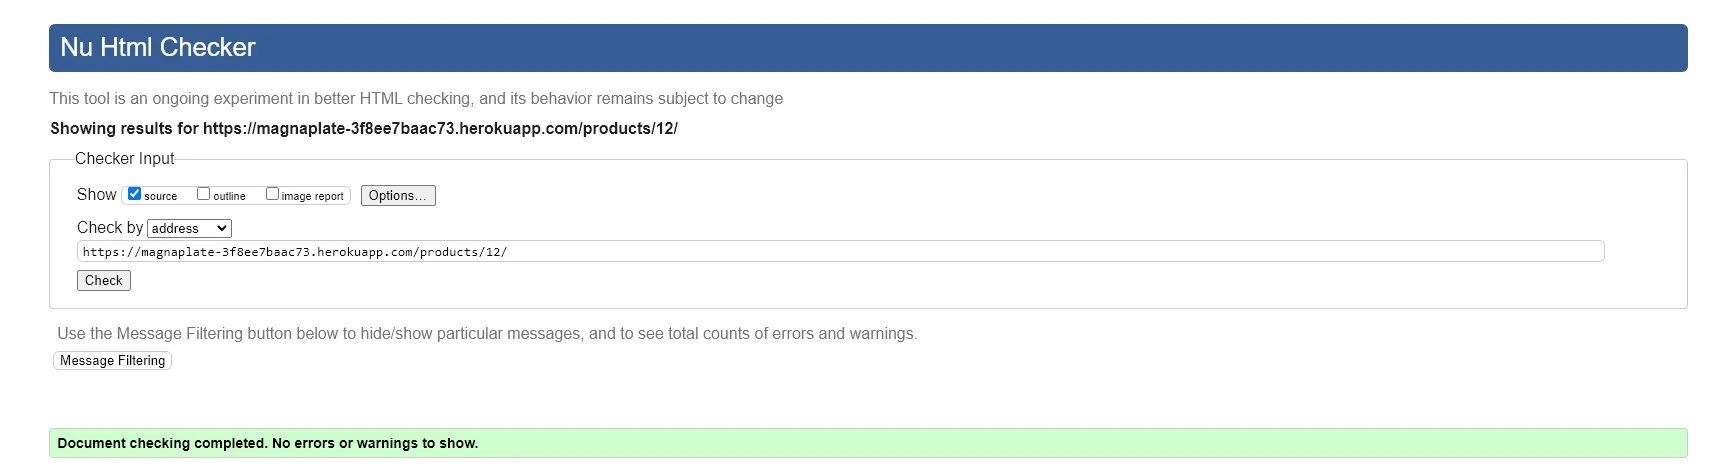 Nu Html Checker
This tool is an ongoing experiment in better HTML checking, and its behavior remains subject to change
Showing results for https://magnaplate-3f8ee7baac73.herokuapp.com/products/12/
Checker Input
Show source outline image report Options...
Check by address
https://magnaplate-3f8ee7baac73.herokuapp.com/products/12/
Check
Use the Message Filtering button below to hide/show particular messages, and to see total counts of errors and warnings.
Message Filtering
Document checking completed. No errors or warnings to show.